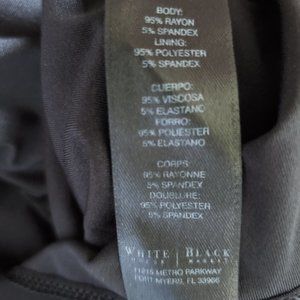 BODY:
95% RAYON
5% SPANDEX
LINING:
95% POLYESTER
5% SPANDEX
CUERPO:
95% VISCOSA
5% ELASTANO
FORRO:
95% POLIESTER
5% ELASTANO
CORPS:
95% RAYONNE
5% SPANDEX
DOUBLURE:
95% POLYESTER
5% SPANDEX
WHITE | BLACK
HOUSE | MARKET
METRO PARKWAY
FORT MYERS, FL 33966